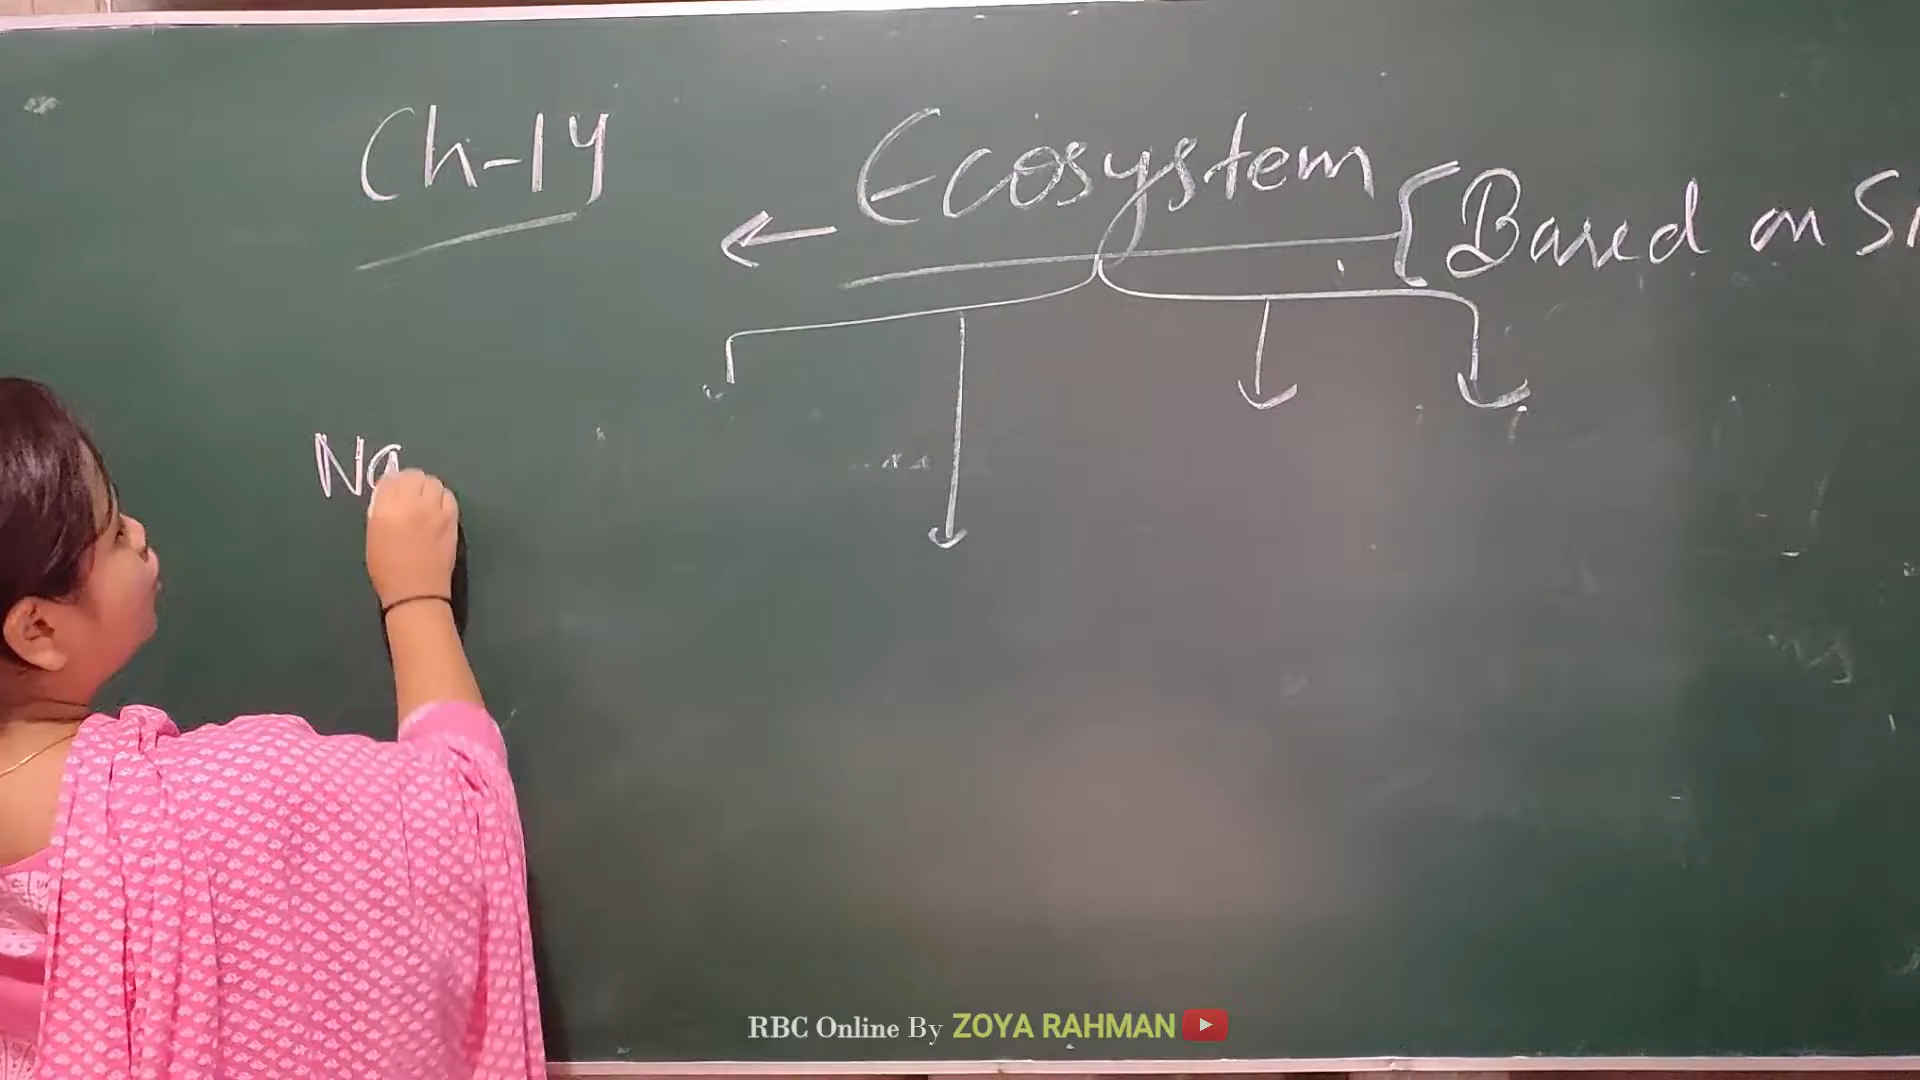 Ch-14
Ecosystem
Based on
Na
RBC Online By ZOYA RAHMAN